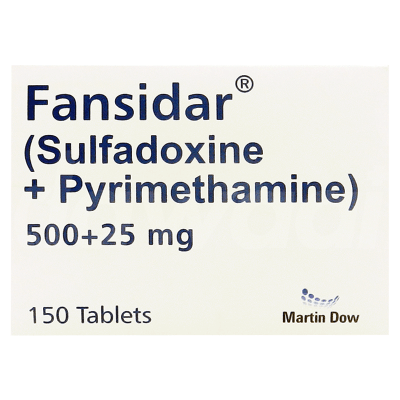 Fansidar®
(Sulfadoxine
+ Pyrimethamine)
500+25 mg
150 Tablets
Martin Dow